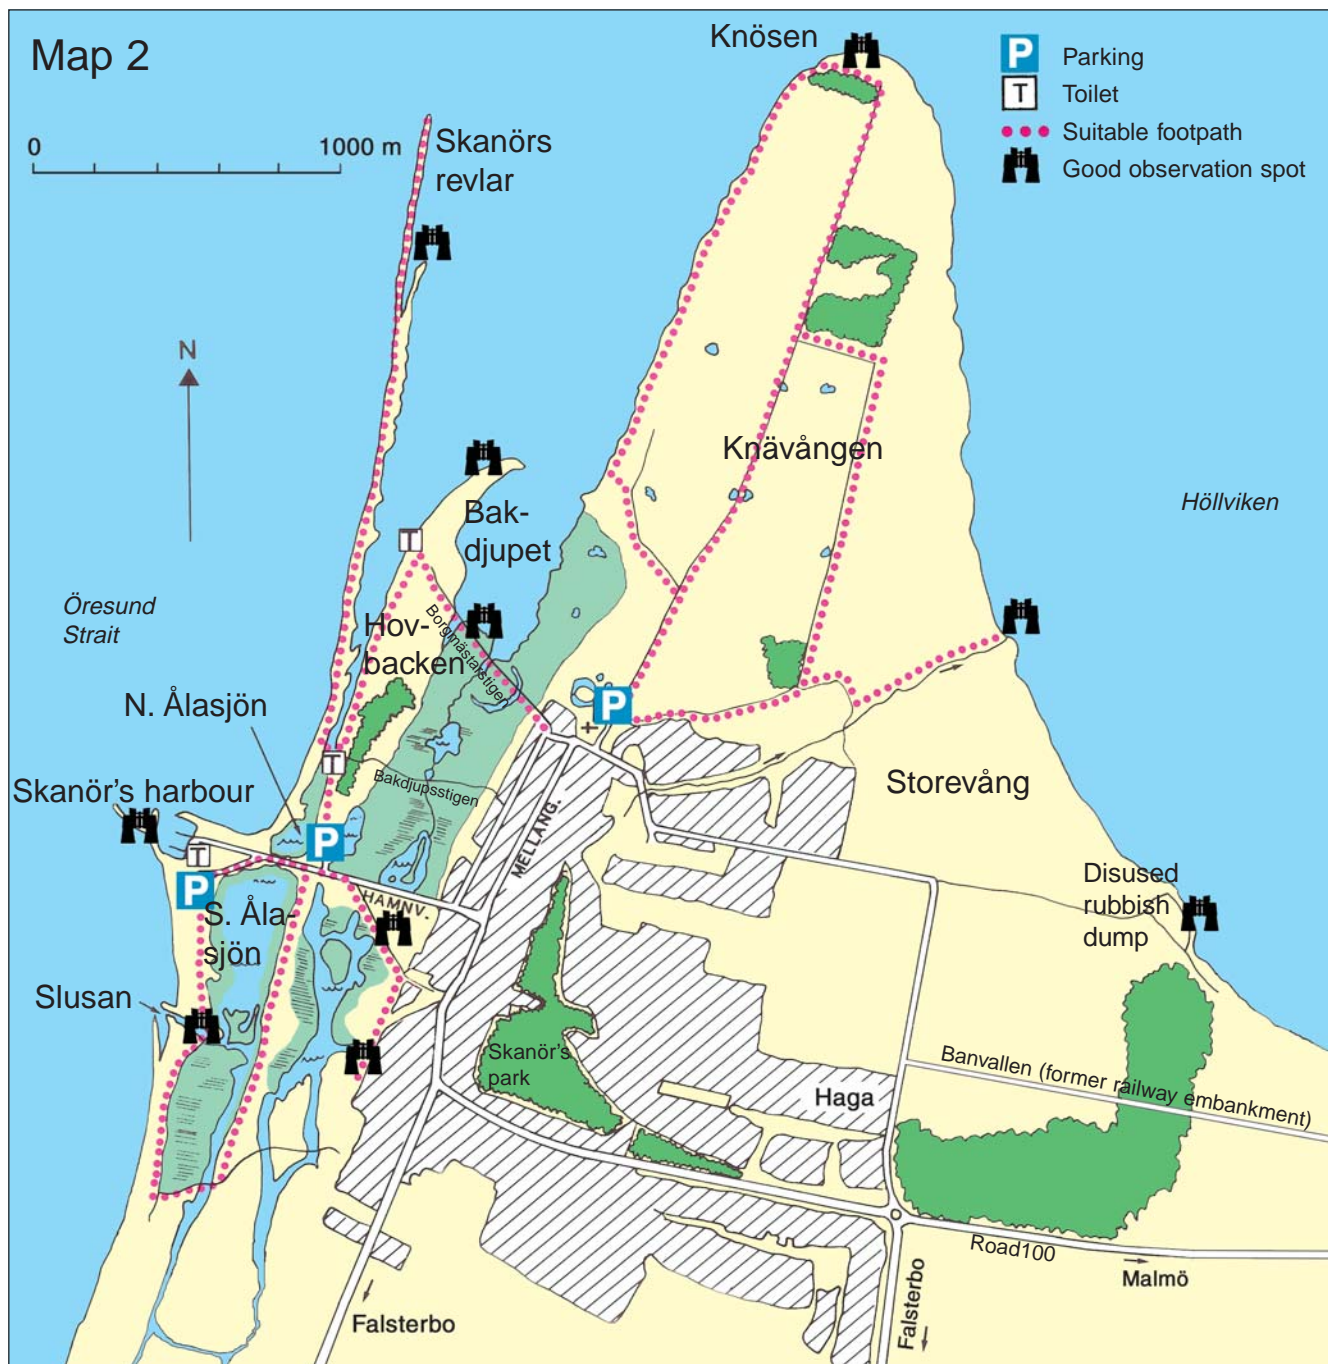 Map 2
Knösen
P
Parking
T
Toilet
Suitable footpath
Good observation spot
0
1000 m
Skanörs
revlar
N
Knävången
Höllviken
Bak-
djupet
T
Öresund
Strait
Hov-
backen
Borgmästarstigen
N. Ålasjön
P
T
Bakdjupsstigen
Storevång
Skanör's harbour
P
T
P
MELLANG.
HAMNV.
Disused
rubbish
dump
S. Åla-
sjön
Slusan
Skanör's
park
Haga
Banvallen (former railway embankment)
Road100
Malmö
Falsterbo
Falsterbo